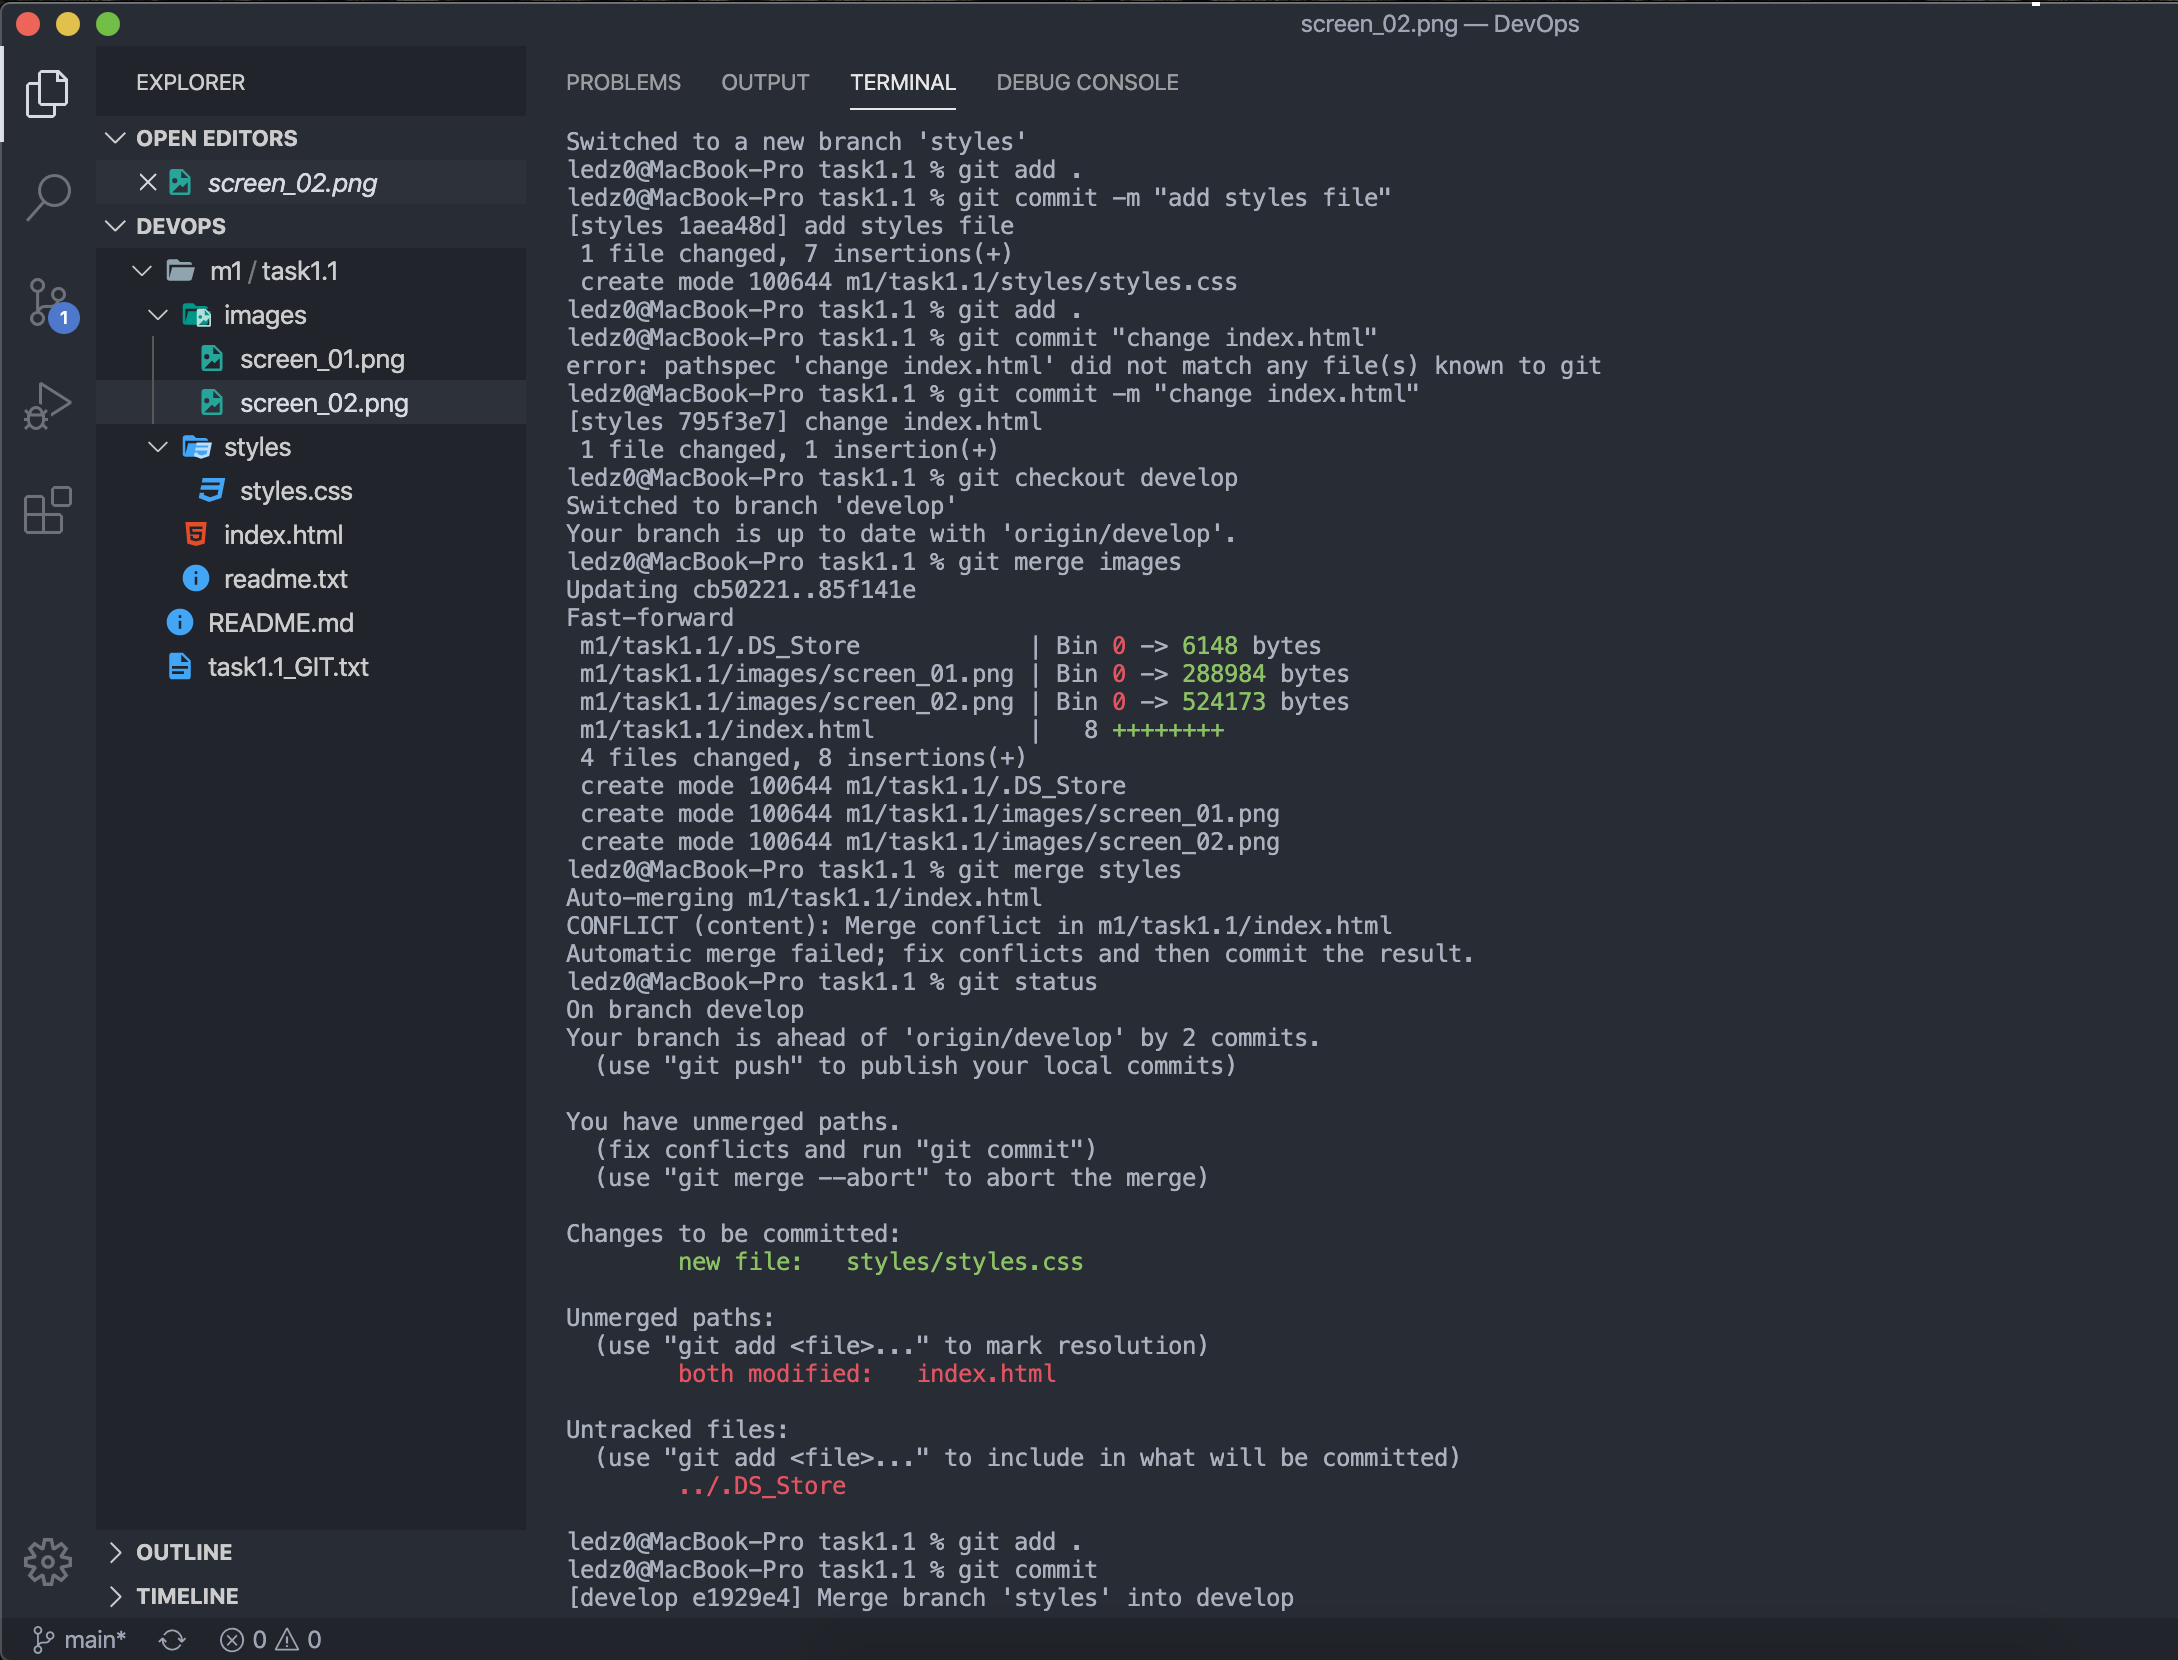 screen_02.png — DevOps
EXPLORER
OPEN EDITORS
screen_02.png
DEVOPS
m1 / task1.1
images
screen_01.png
screen_02.png
styles
styles.css
index.html
readme.txt
README.md
task1.1_GIT.txt
OUTLINE
TIMELINE
1
PROBLEMS OUTPUT TERMINAL DEBUG CONSOLE
Switched to a new branch 'styles'
ledz0@MacBook-Pro task1.1 % git add .
ledz0@MacBook-Pro task1.1 % git commit -m "add styles file"
[styles 1aea48d] add styles file
 1 file changed, 7 insertions(+)
 create mode 100644 m1/task1.1/styles/styles.css
ledz0@MacBook-Pro task1.1 % git add .
ledz0@MacBook-Pro task1.1 % git commit "change index.html"
error: pathspec 'change index.html' did not match any file(s) known to git
ledz0@MacBook-Pro task1.1 % git commit -m "change index.html"
[styles 795f3e7] change index.html
 1 file changed, 1 insertion(+)
ledz0@MacBook-Pro task1.1 % git checkout develop
Switched to branch 'develop'
Your branch is up to date with 'origin/develop'.
ledz0@MacBook-Pro task1.1 % git merge images
Updating cb50221..85f141e
Fast-forward
 m1/task1.1/.DS_Store            | Bin 0 -> 6148 bytes
 m1/task1.1/images/screen_01.png | Bin 0 -> 288984 bytes
 m1/task1.1/images/screen_02.png | Bin 0 -> 524173 bytes
 m1/task1.1/index.html           |   8 ++++++++
 4 files changed, 8 insertions(+)
 create mode 100644 m1/task1.1/.DS_Store
 create mode 100644 m1/task1.1/images/screen_01.png
 create mode 100644 m1/task1.1/images/screen_02.png
ledz0@MacBook-Pro task1.1 % git merge styles
Auto-merging m1/task1.1/index.html
CONFLICT (content): Merge conflict in m1/task1.1/index.html
Automatic merge failed; fix conflicts and then commit the result.
ledz0@MacBook-Pro task1.1 % git status
On branch develop
Your branch is ahead of 'origin/develop' by 2 commits.
  (use "git push" to publish your local commits)
You have unmerged paths.
  (fix conflicts and run "git commit")
  (use "git merge --abort" to abort the merge)
Changes to be committed:
        new file:   styles/styles.css
Unmerged paths:
  (use "git add <file>..." to mark resolution)
        both modified:   index.html
Untracked files:
  (use "git add <file>..." to include in what will be committed)
        ../.DS_Store
ledz0@MacBook-Pro task1.1 % git add .
ledz0@MacBook-Pro task1.1 % git commit
[develop e1929e4] Merge branch 'styles' into develop
main* 0 0